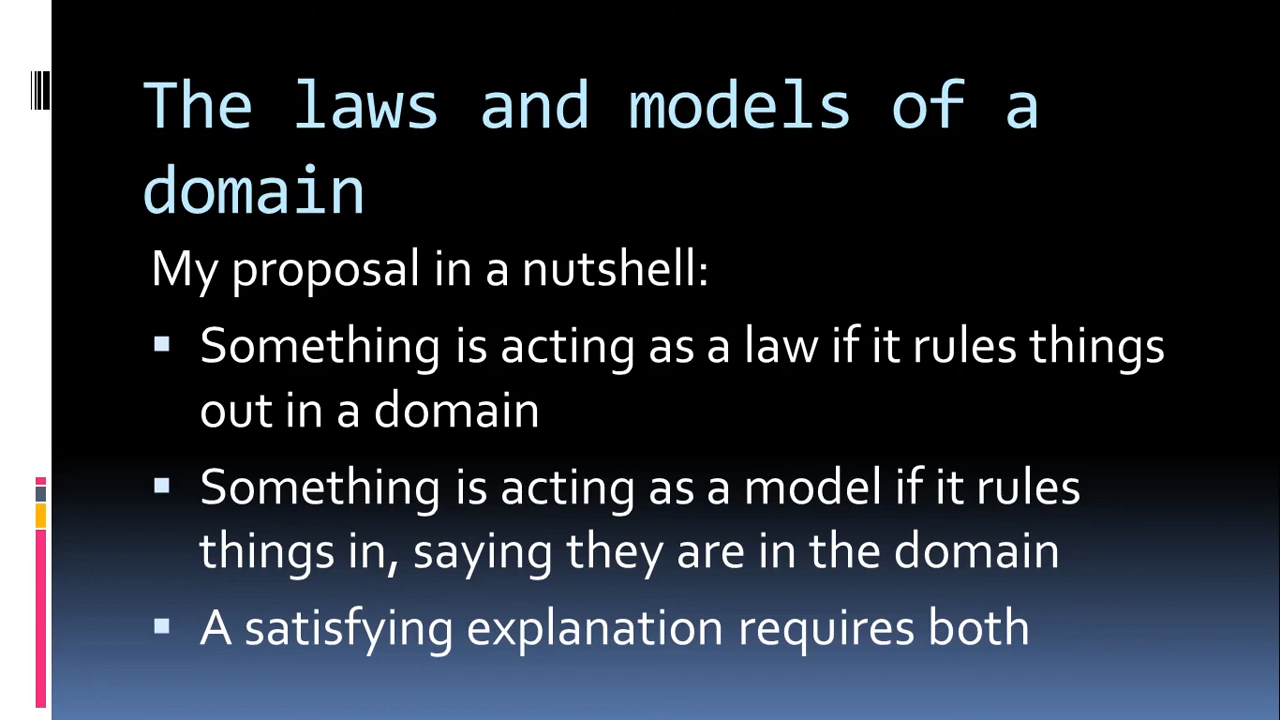 The laws and models of a
domain
My proposal in a nutshell:
Something is acting as a law if it rules things
out in a domain
Something is acting as a model if it rules
things in, saying they are in the domain
A satisfying explanation requires both